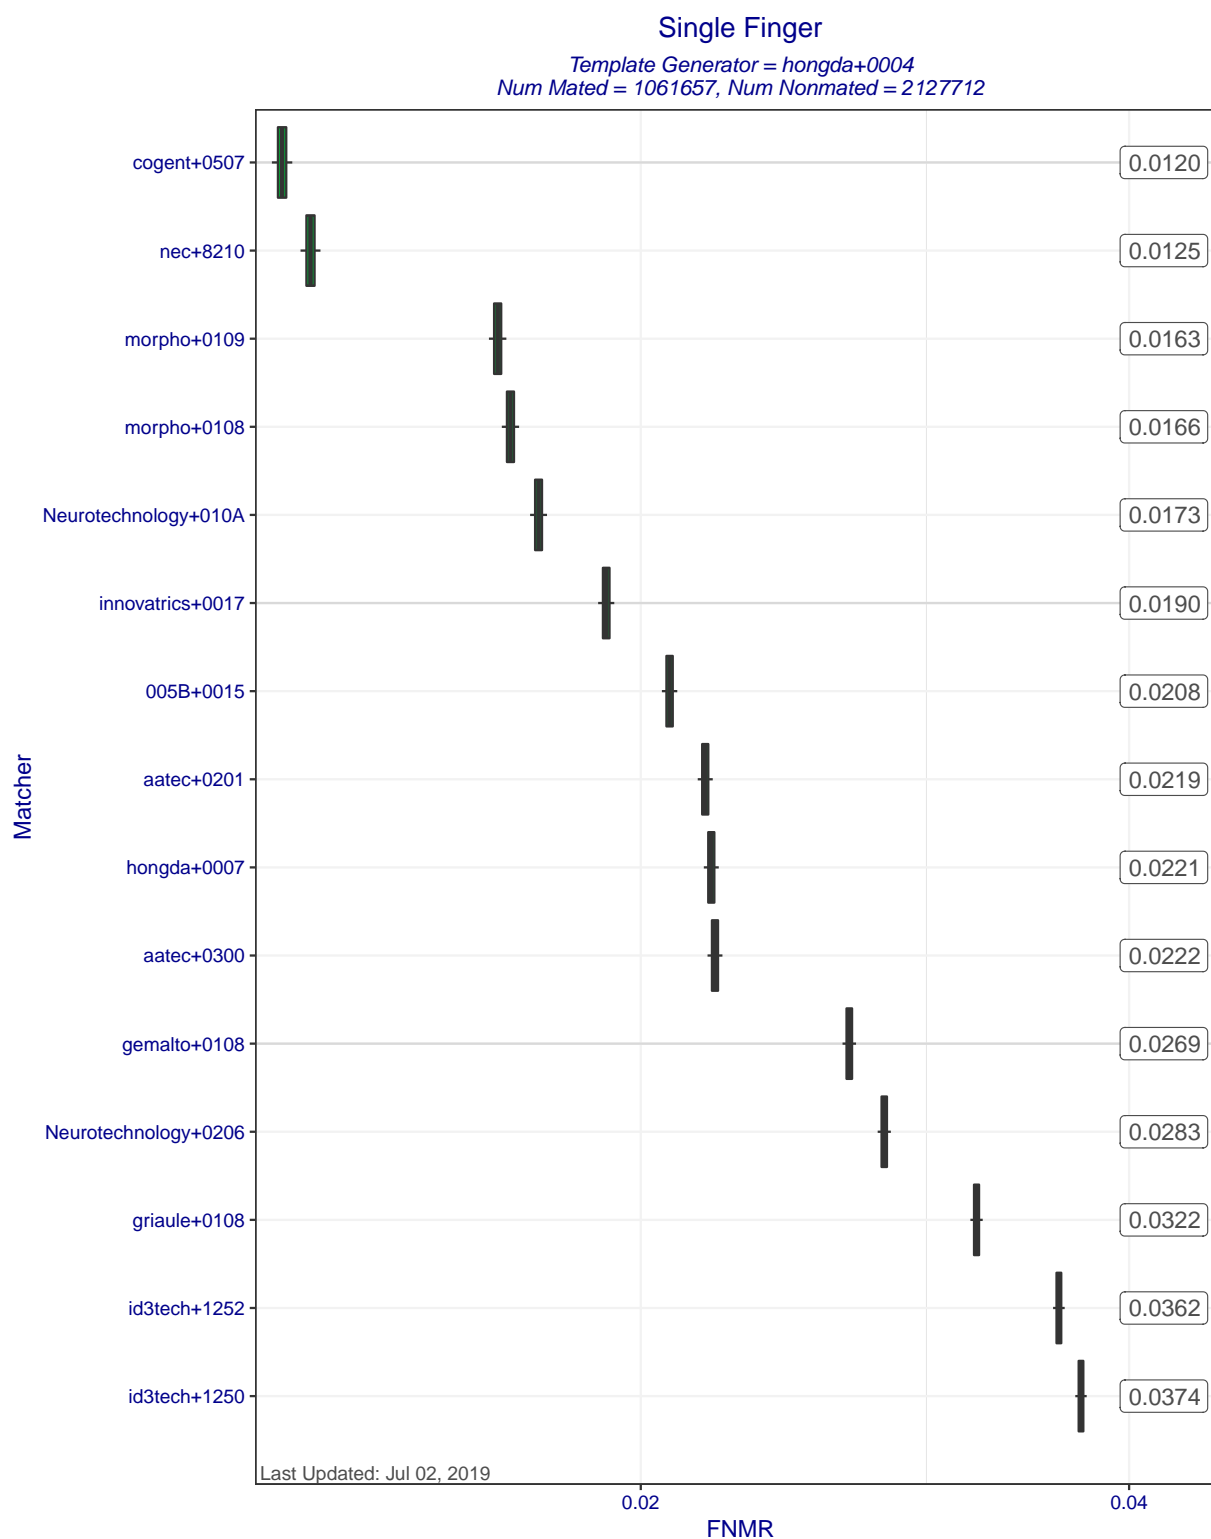 Single Finger
Template Generator = hongda+0004
Num Mated = 1061657, Num Nonmated = 2127712
cogent+0507 0.0120
nec+8210 0.0125
morpho+0109 0.0163
morpho+0108 0.0166
Neurotechnology+010A 0.0173
innovatrics+0017 0.0190
005B+0015 0.0208
aatec+0201 0.0219
hongda+0007 0.0221
aatec+0300 0.0222
gemalto+0108 0.0269
Neurotechnology+0206 0.0283
griaule+0108 0.0322
id3tech+1252 0.0362
id3tech+1250 0.0374
Matcher
Last Updated: Jul 02, 2019
0.02 0.04
FNMR